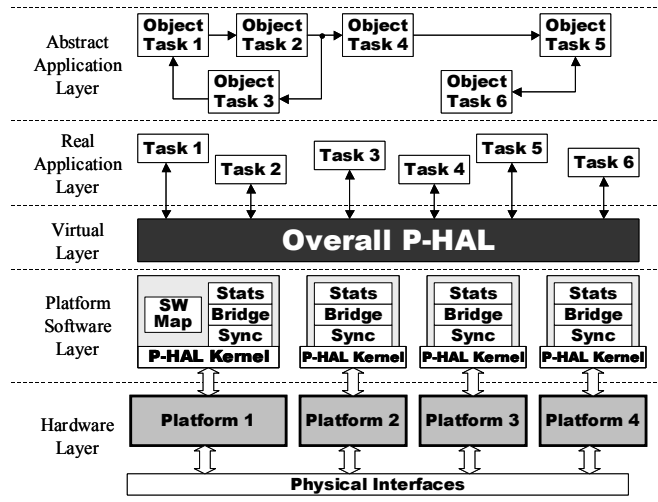 Abstract
Application
Layer
Object
Task 1
Object
Task 2
Object
Task 4
Object
Task 5
Object
Task 3
Object
Task 6
Real
Application
Layer
Task 1
Task 2
Task 3
Task 4
Task 5
Task 6
Virtual
Layer
Overall P-HAL
Platform
Software
Layer
SW
Map
Stats
Bridge
Sync
P-HAL Kernel
Stats
Bridge
Sync
P-HAL Kernel
Stats
Bridge
Sync
P-HAL Kernel
Stats
Bridge
Sync
P-HAL Kernel
Hardware
Layer
Platform 1
Platform 2
Platform 3
Platform 4
Physical Interfaces